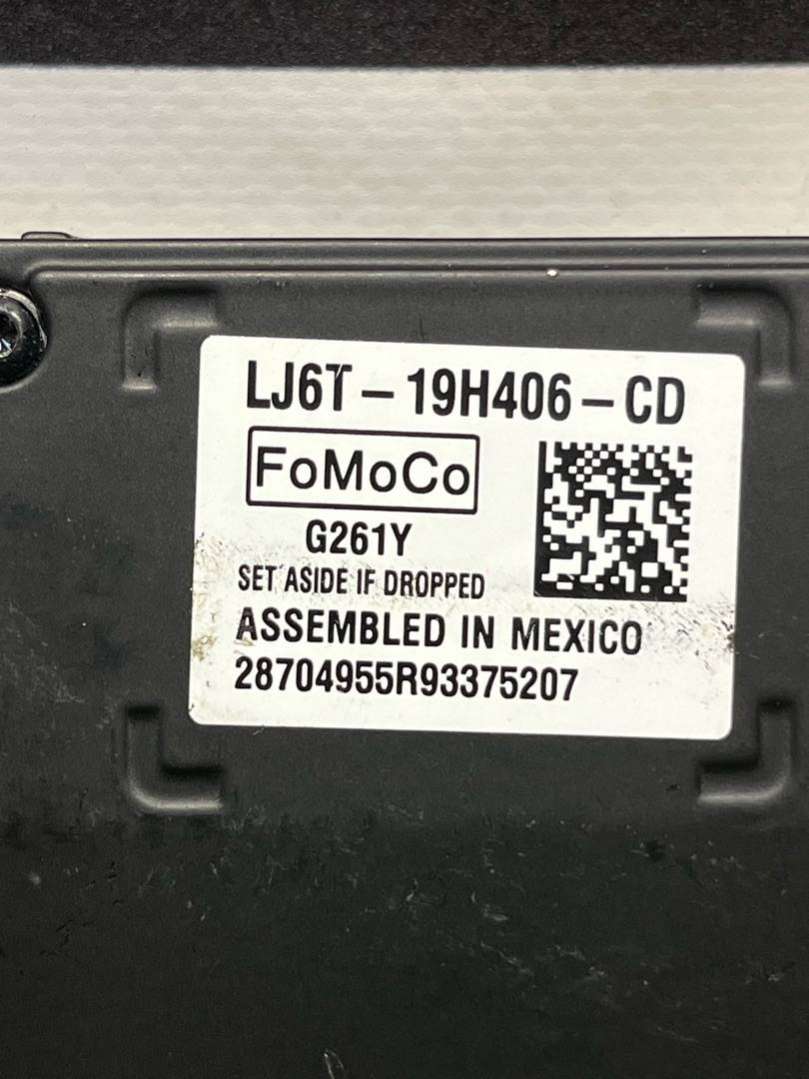 LJ6T - 19H406 - CD
FoMoCo
G261Y
SET ASIDE IF DROPPED
ASSEMBLED IN MEXICO
28704955R93375207